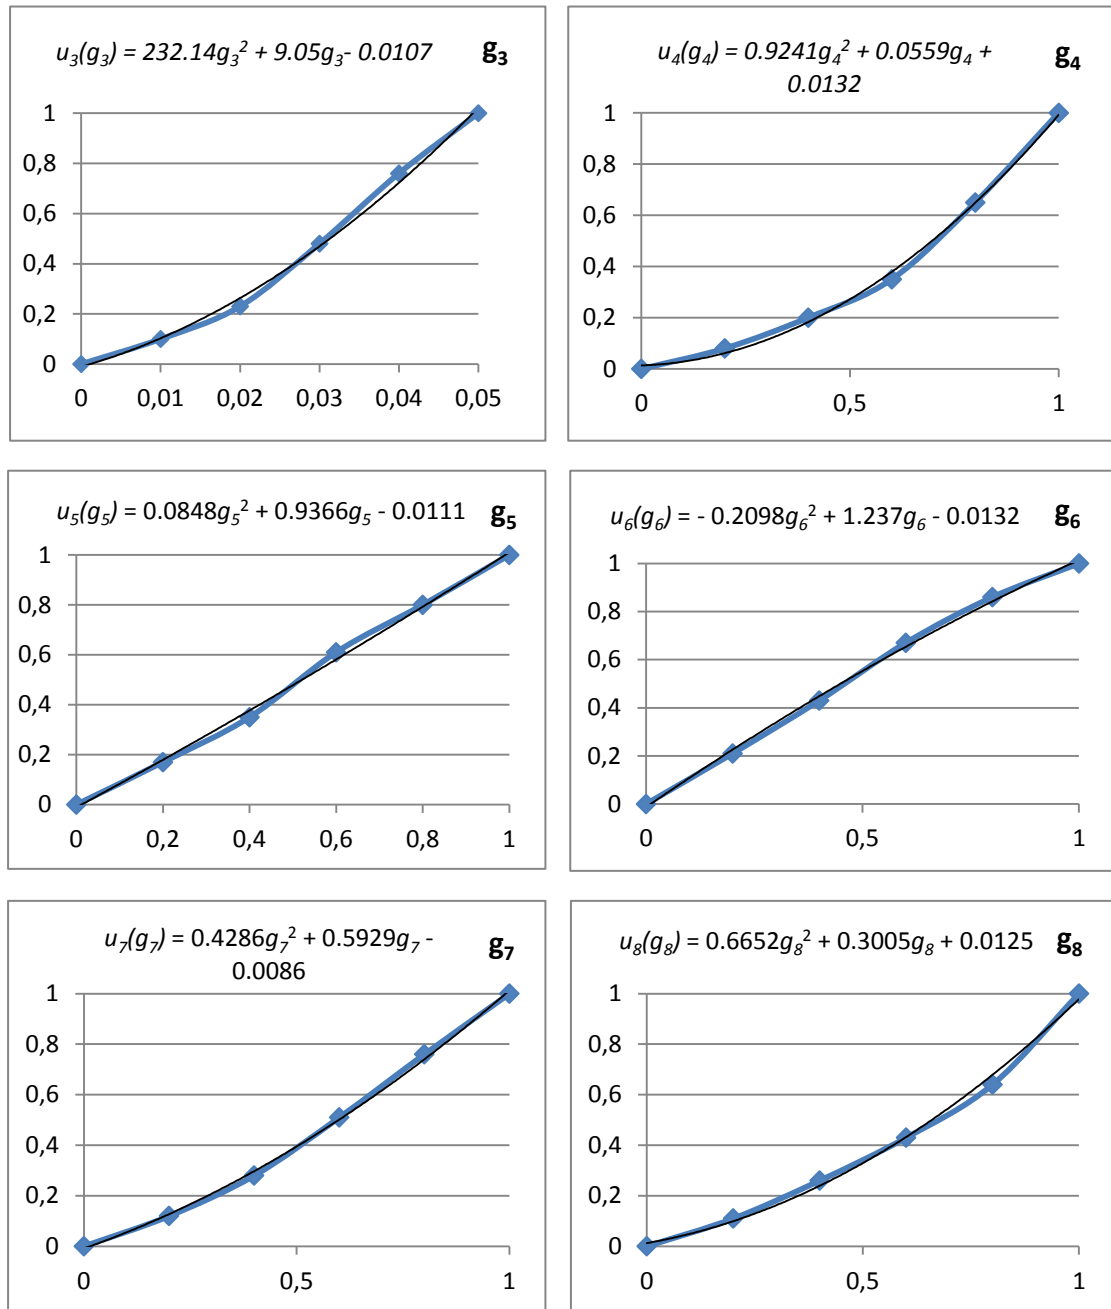 u₃(g₃) = 232.14g₃² + 9.05g₃- 0.0107
g₃
1
0,8
0,6
0,4
0,2
0
0 0,01 0,02 0,03 0,04 0,05
u₄(g₄) = 0.9241g₄² + 0.0559g₄ +
0.0132
g₄
1
0,8
0,6
0,4
0,2
0
0 0,5 1
u₅(g₅) = 0.0848g₅² + 0.9366g₅ - 0.0111
g₅
1
0,8
0,6
0,4
0,2
0
0 0,2 0,4 0,6 0,8 1
u₆(g₆) = - 0.2098g₆² + 1.237g₆ - 0.0132
g₆
1
0,8
0,6
0,4
0,2
0
0 0,5 1
u₇(g₇) = 0.4286g₇² + 0.5929g₇ -
0.0086
g₇
1
0,8
0,6
0,4
0,2
0
0 0,5 1
u₈(g₈) = 0.6652g₈² + 0.3005g₈ + 0.0125
g₈
1
0,8
0,6
0,4
0,2
0
0 0,5 1